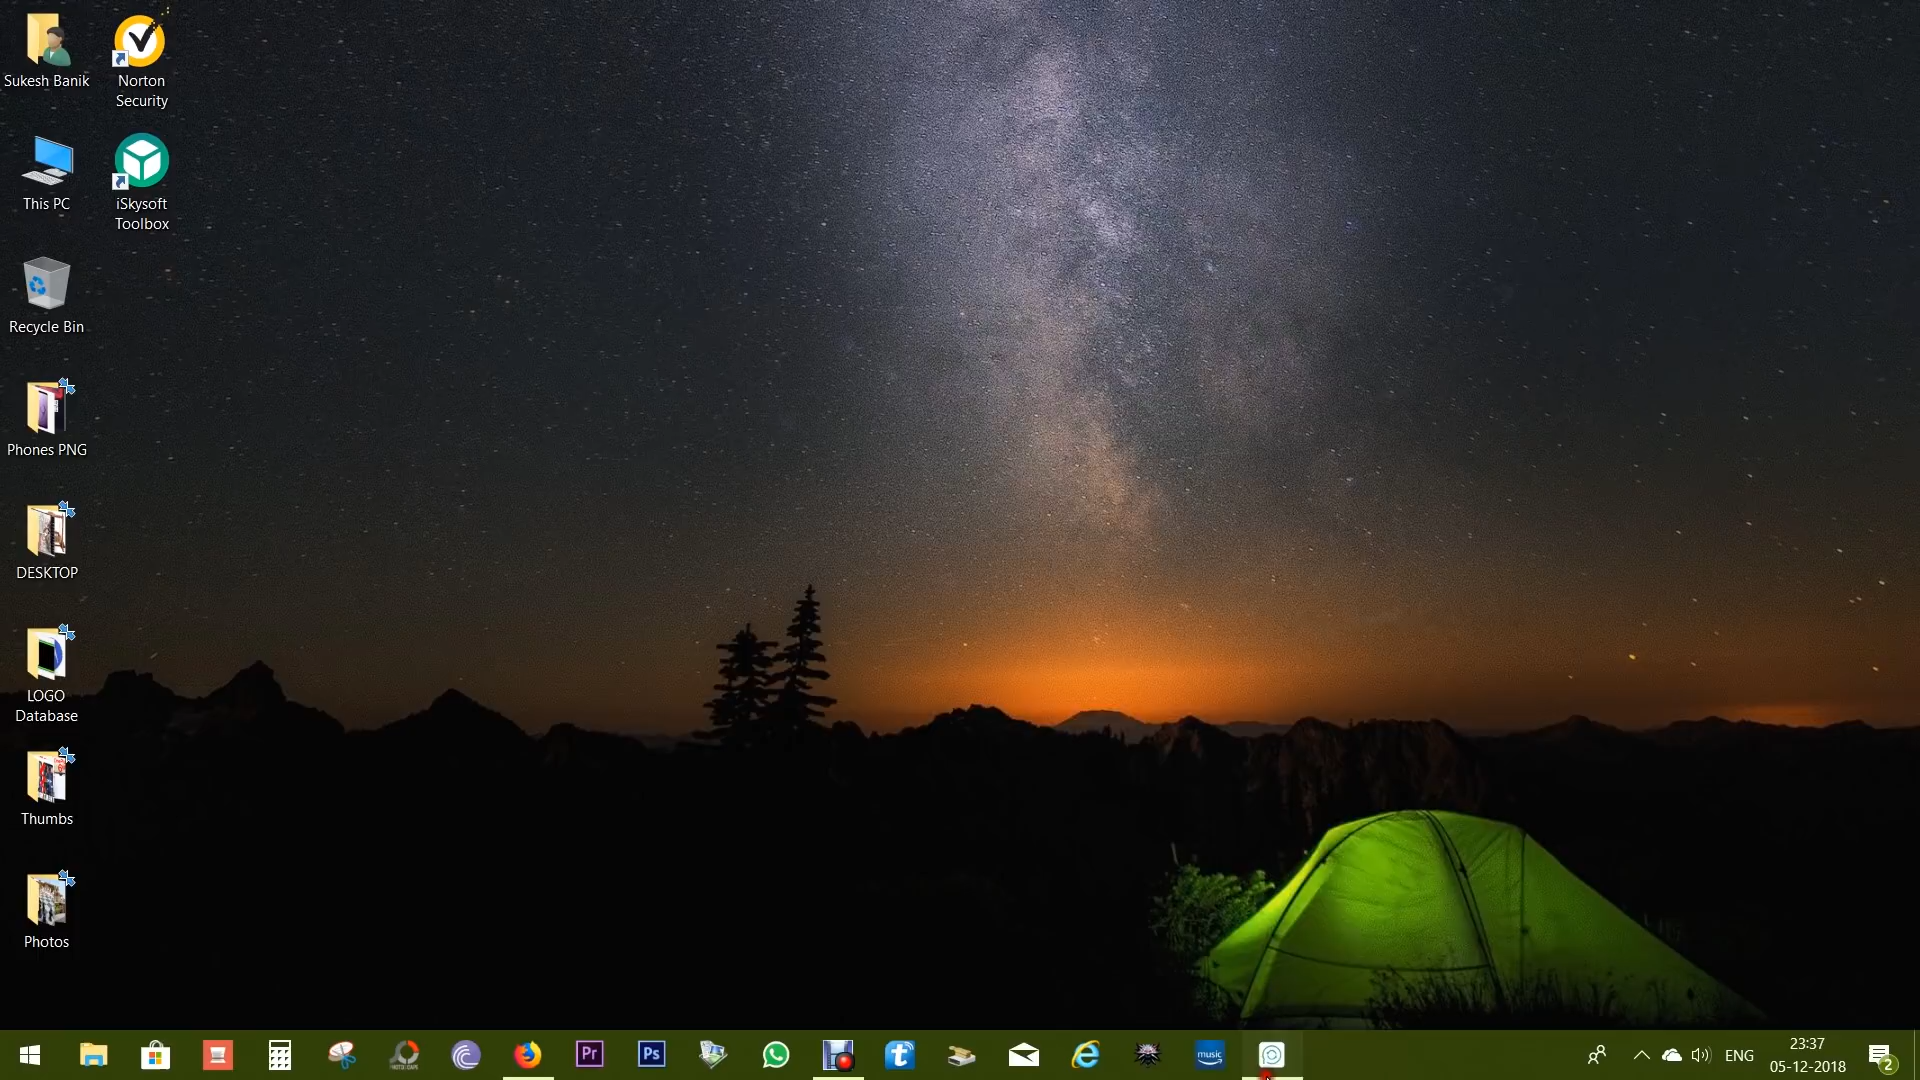 Sukesh Banik
Norton
Security
This PC
iSkysoft
Toolbox
Recycle Bin
Phones PNG
DESKTOP
LOGO
Database
Thumbs
Photos
Pr
Ps
music
ENG
23:37
05-12-2018
2